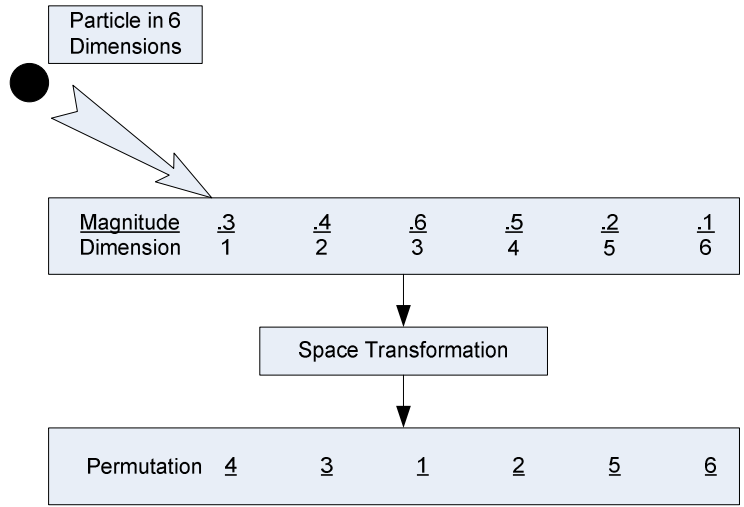 Particle in 6
Dimensions
Magnitude .3 .4 .6 .5 .2 .1
Dimension 1 2 3 4 5 6
Space Transformation
Permutation 4 3 1 2 5 6